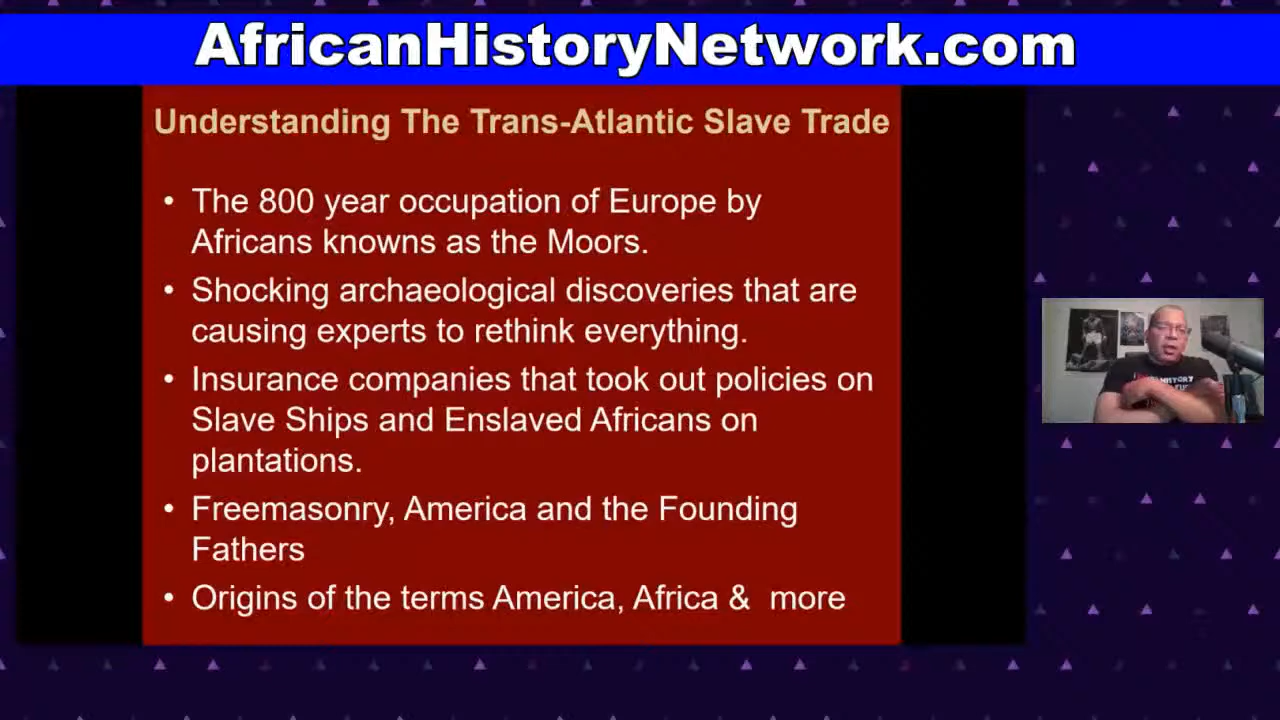 AfricanHistoryNetwork.com
Understanding The Trans-Atlantic Slave Trade
• The 800 year occupation of Europe by
Africans knowns as the Moors.
• Shocking archaeological discoveries that are
causing experts to rethink everything.
• Insurance companies that took out policies on
Slave Ships and Enslaved Africans on
plantations.
• Freemasonry, America and the Founding
Fathers
• Origins of the terms America, Africa & more